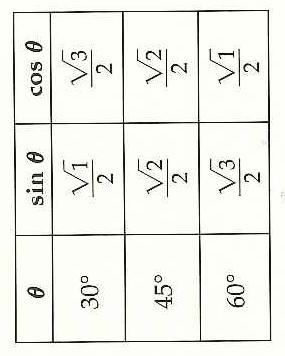 θ sin θ cos θ
30° √1/2 √3/2
45° √2/2 √2/2
60° √3/2 √1/2